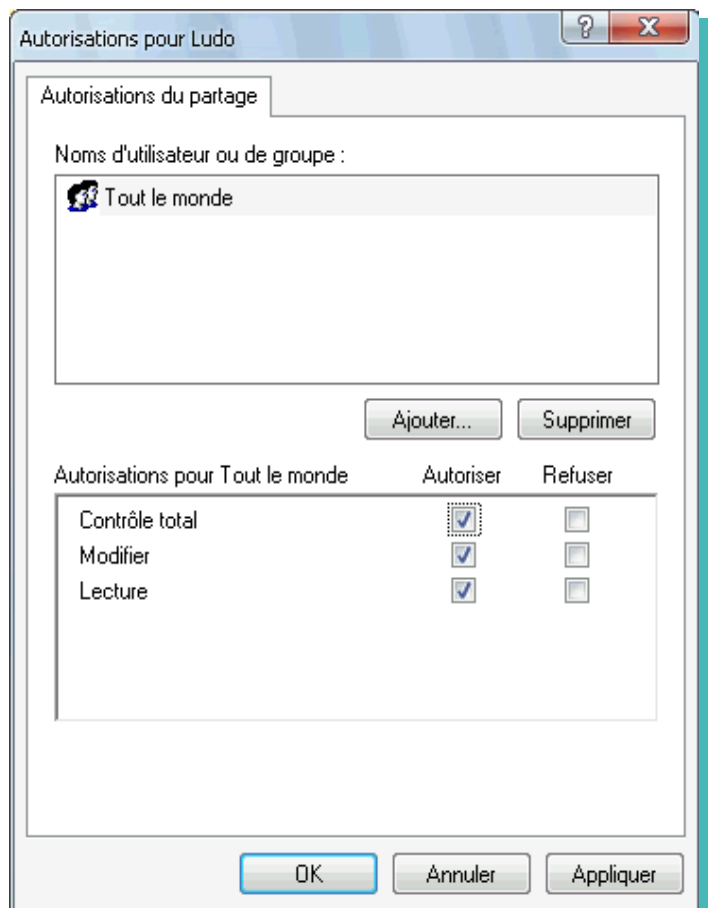 Autorisations pour Ludo
Autorisations du partage
Noms d'utilisateur ou de groupe :
Tout le monde
Ajouter... Supprimer
Autorisations pour Tout le monde Autoriser Refuser
Contrôle total
Modifier
Lecture
OK Annuler Appliquer